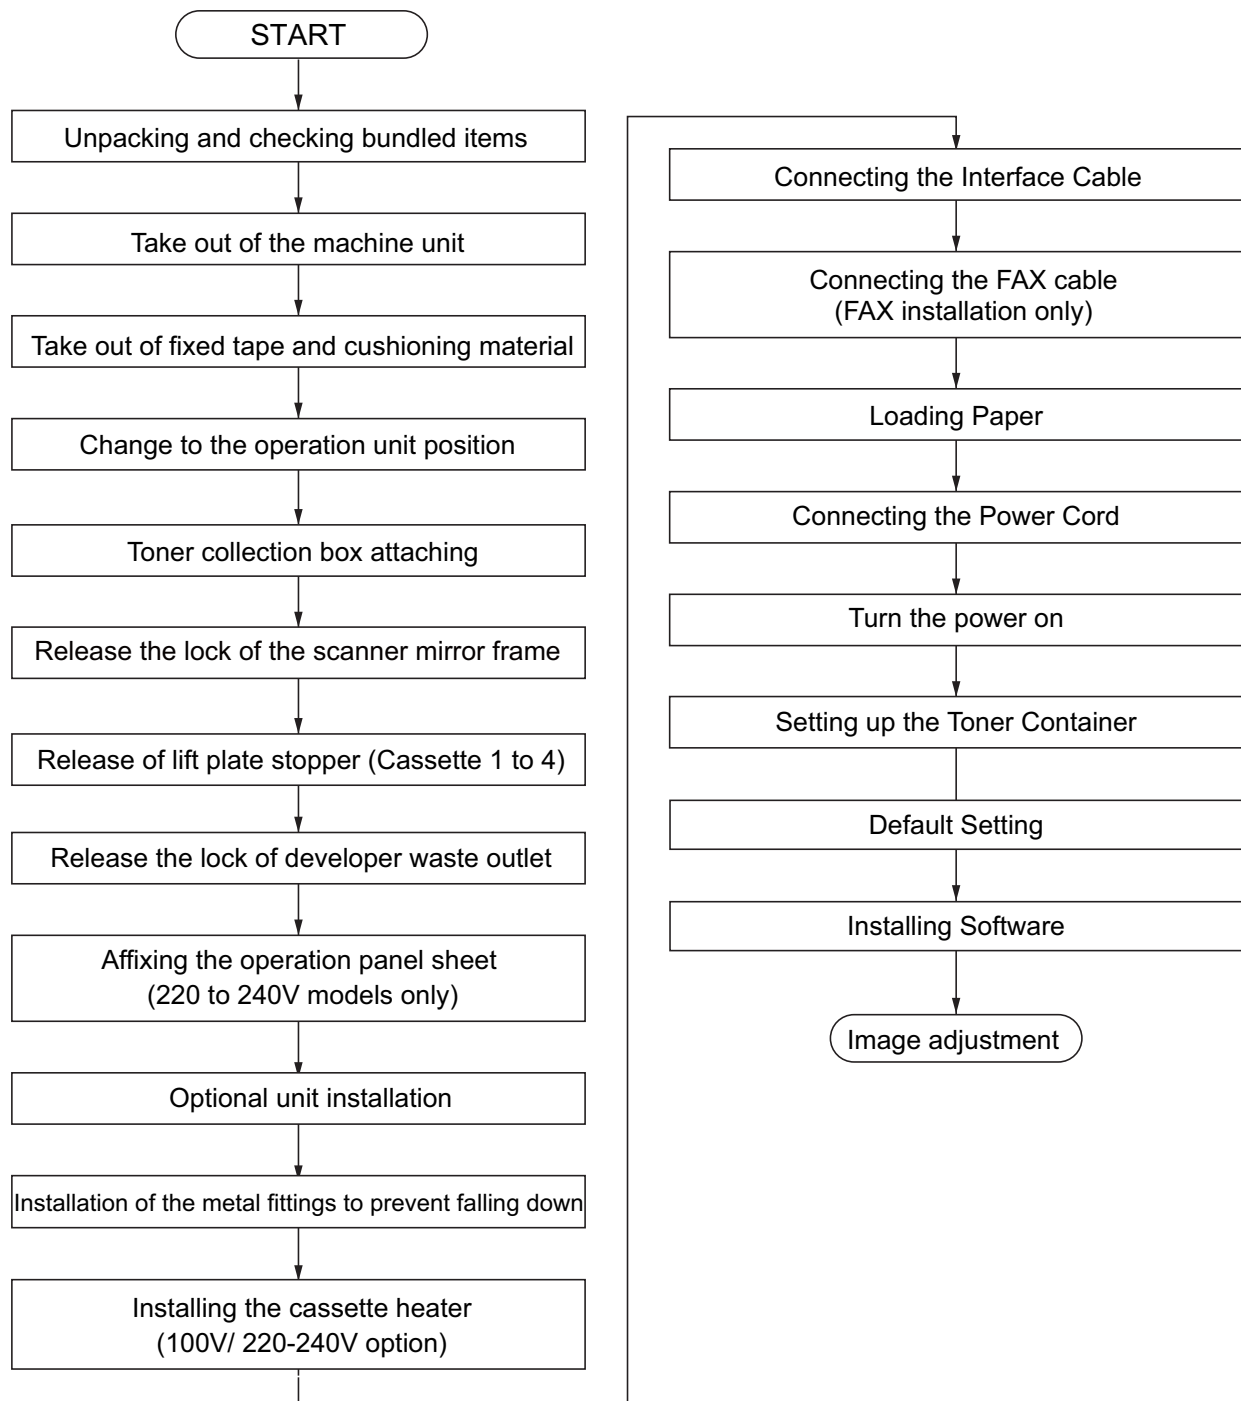 START
Unpacking and checking bundled items
Take out of the machine unit
Take out of fixed tape and cushioning material
Change to the operation unit position
Toner collection box attaching
Release the lock of the scanner mirror frame
Release of lift plate stopper (Cassette 1 to 4)
Release the lock of developer waste outlet
Affixing the operation panel sheet
(220 to 240V models only)
Optional unit installation
Installation of the metal fittings to prevent falling down
Installing the cassette heater
(100V/ 220-240V option)
Connecting the Interface Cable
Connecting the FAX cable
(FAX installation only)
Loading Paper
Connecting the Power Cord
Turn the power on
Setting up the Toner Container
Default Setting
Installing Software
Image adjustment